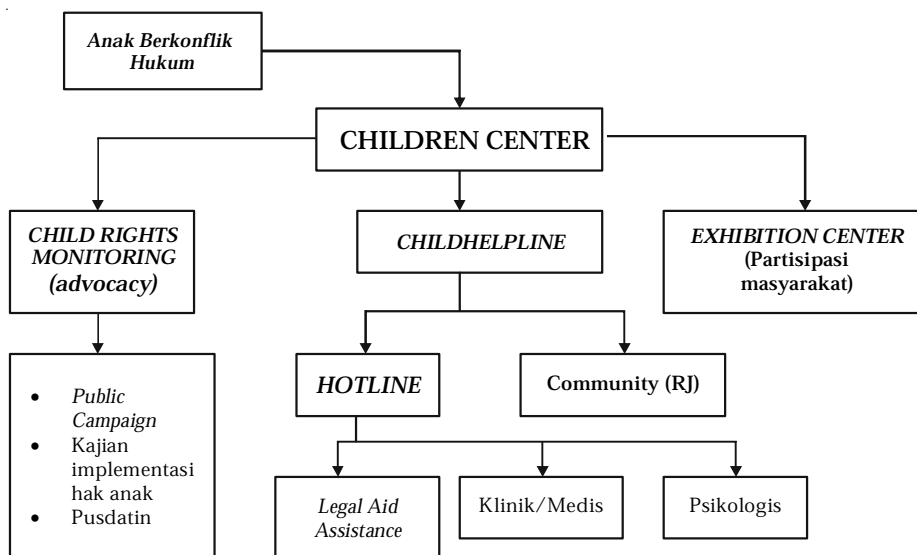 Anak Berkonflik
Hukum
CHILDREN CENTER
CHILD RIGHTS
MONITORING
(advocacy)
CHILDHELPLINE
EXHIBITION CENTER
(Partisipasi
masyarakat)
• Public
Campaign
• Kajian
implementasi
hak anak
• Pusdatin
HOTLINE
Community (RJ)
Legal Aid
Assistance
Klinik/Medis
Psikologis